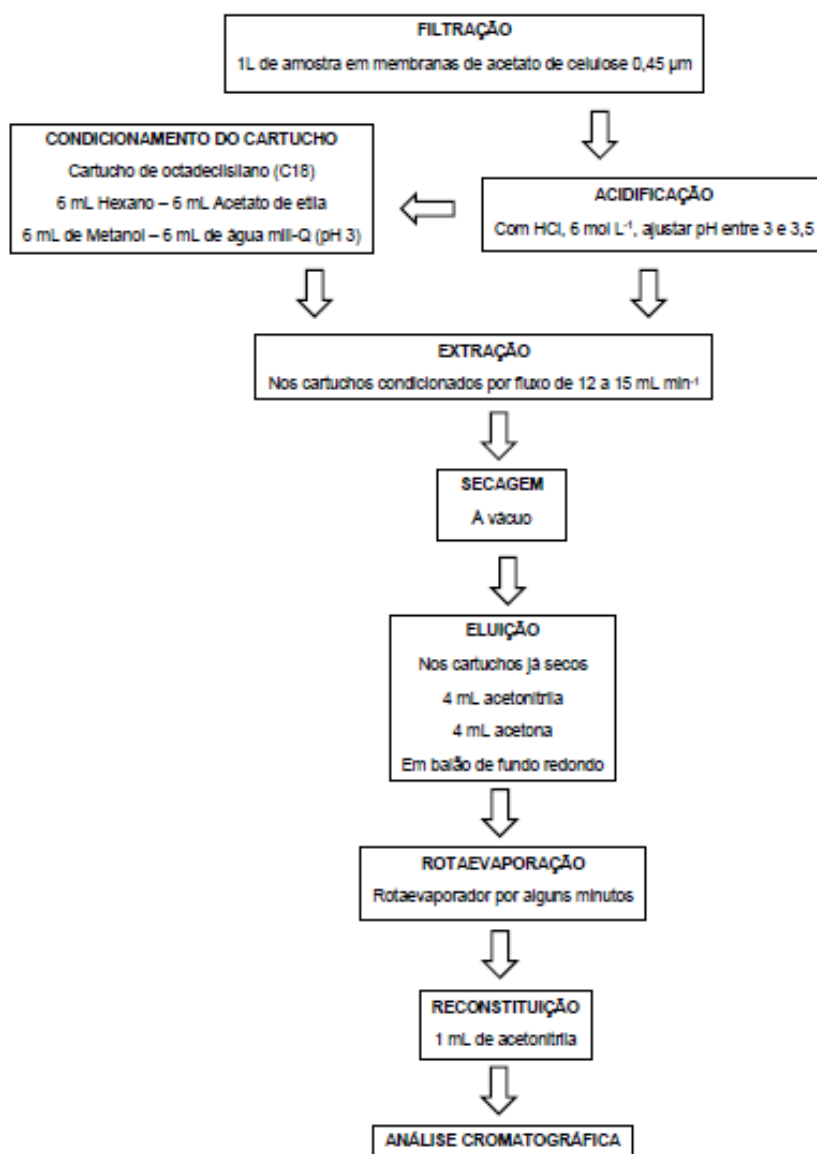 FILTRAÇÃO
1L de amostra em membranas de acetato de celulose 0,45 µm
CONDICIONAMENTO DO CARTUCHO
Cartucho de octadecilsilano (C18)
6 mL Hexano – 6 mL Acetato de etila
6 mL de Metanol – 6 mL de água mili-Q (pH 3)
ACIDIFICAÇÃO
Com HCl, 6 mol L⁻¹, ajustar pH entre 3 e 3,5
EXTRAÇÃO
Nos cartuchos condicionados por fluxo de 12 a 15 mL min⁻¹
SECAGEM
À vácuo
ELUIÇÃO
Nos cartuchos já secos
4 mL acetonitrila
4 mL acetona
Em balão de fundo redondo
ROTAEVAPORAÇÃO
Rotaevaporador por alguns minutos
RECONSTITUIÇÃO
1 mL de acetonitrila
ANÁLISE CROMATOGRÁFICA